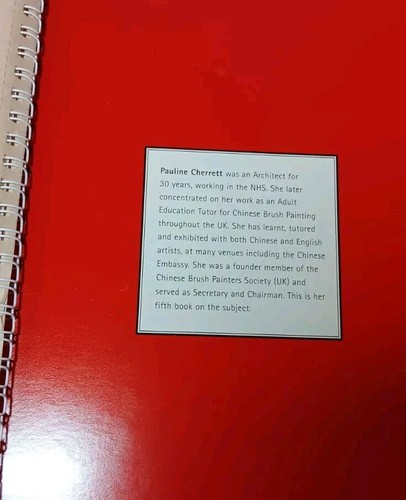 Pauline Cherrett was an Architect for
30 years, working in the NHS. She later
concentrated on her work as an Adult
Education Tutor for Chinese Brush Painting
throughout the UK. She has learnt, tutored
and exhibited with both Chinese and English
artists, at many venues including the Chinese
Embassy. She was a founder member of the
Chinese Brush Painters Society (UK) and
served as Secretary and Chairman. This is her
fifth book on the subject.